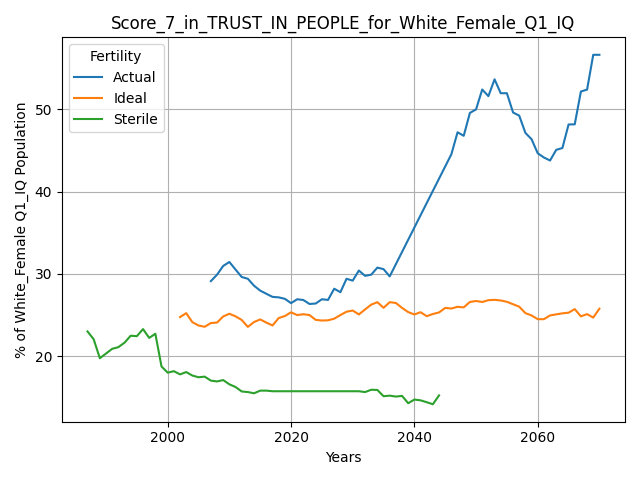 Score_7_in_TRUST_IN_PEOPLE_for_White_Female_Q1_IQ
Fertility
Actual
Ideal
Sterile
% of White_Female Q1_IQ Population
50
40
30
20
2000
2020
2040
2060
Years